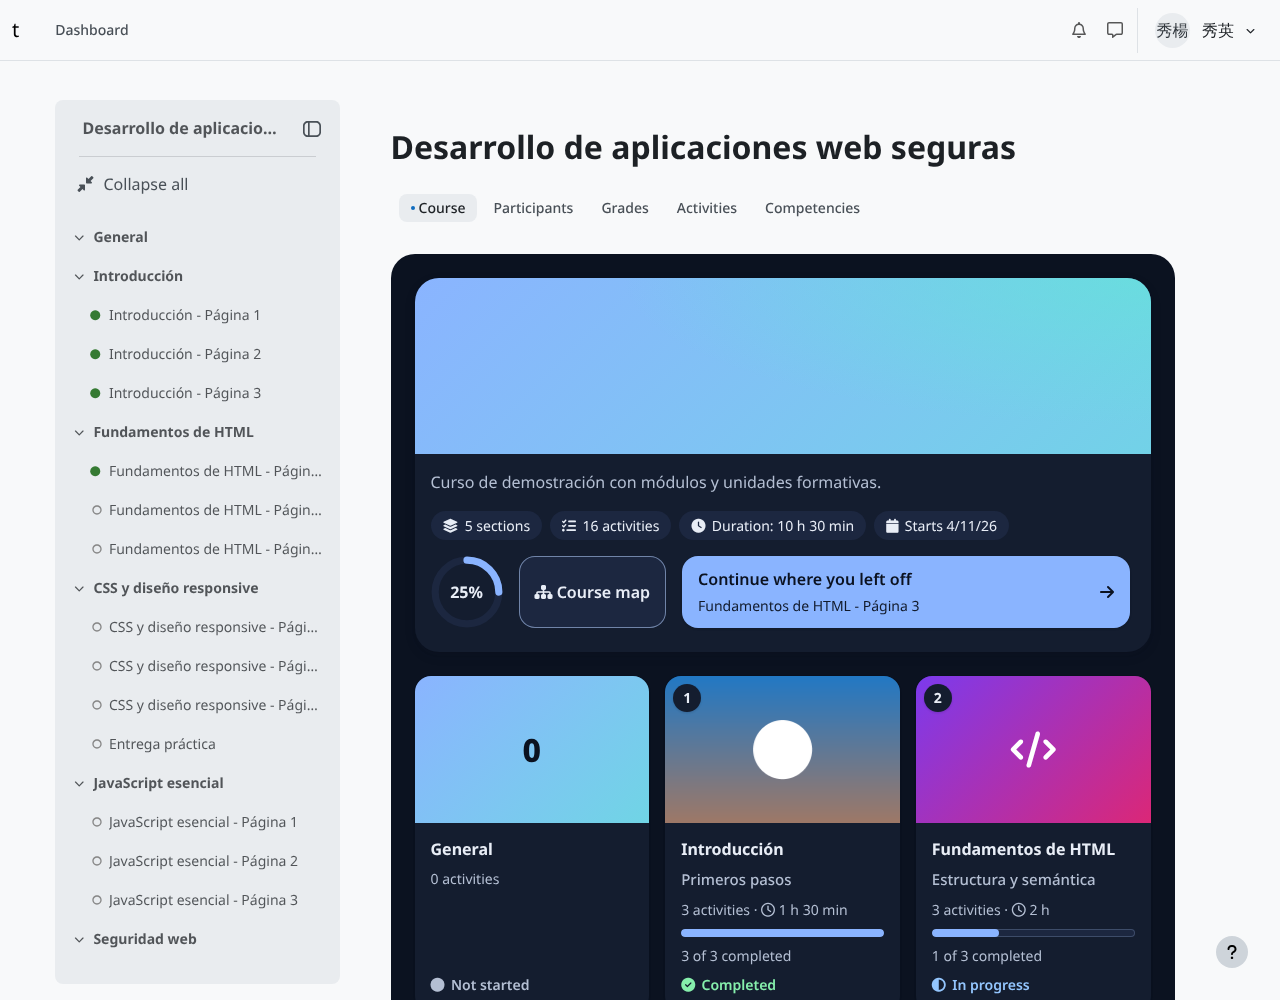 t
Dashboard
秀楊
秀英
Desarrollo de aplicacio...
Collapse all
General
Introducción
Introducción - Página 1
Introducción - Página 2
Introducción - Página 3
Fundamentos de HTML
Fundamentos de HTML - Págin...
Fundamentos de HTML - Págin...
Fundamentos de HTML - Págin...
CSS y diseño responsive
CSS y diseño responsive - Pági...
CSS y diseño responsive - Pági...
CSS y diseño responsive - Pági...
Entrega práctica
JavaScript esencial
JavaScript esencial - Página 1
JavaScript esencial - Página 2
JavaScript esencial - Página 3
Seguridad web
Desarrollo de aplicaciones web seguras
Course
Participants
Grades
Activities
Competencies
Curso de demostración con módulos y unidades formativas.
5 sections
16 activities
Duration: 10 h 30 min
Starts 4/11/26
25%
Course map
Continue where you left off
Fundamentos de HTML - Página 3
0
General
0 activities
Not started
1
Introducción
Primeros pasos
3 activities · 1 h 30 min
3 of 3 completed
Completed
2
Fundamentos de HTML
Estructura y semántica
3 activities · 2 h
1 of 3 completed
In progress
?